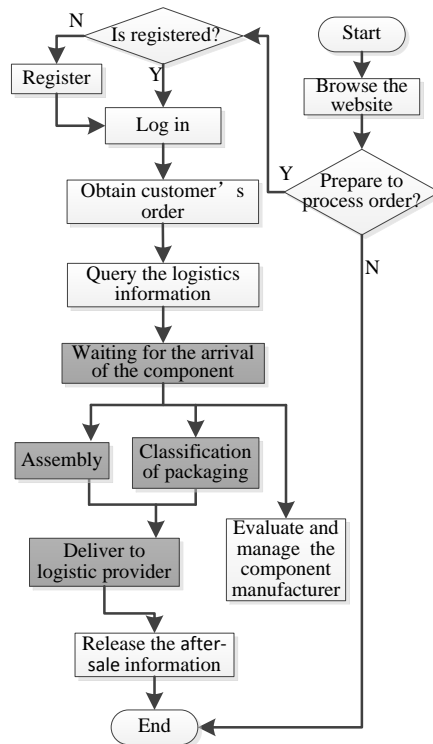 Start
Browse the
website
Prepare to
process order?
Y
N
Is registered?
N
Y
Register
Log in
Obtain customer’s
order
Query the logistics
information
Waiting for the arrival
of the component
Assembly
Classification
of packaging
Evaluate and
manage the
component
manufacturer
Deliver to
logistic provider
Release the after-
sale information
End